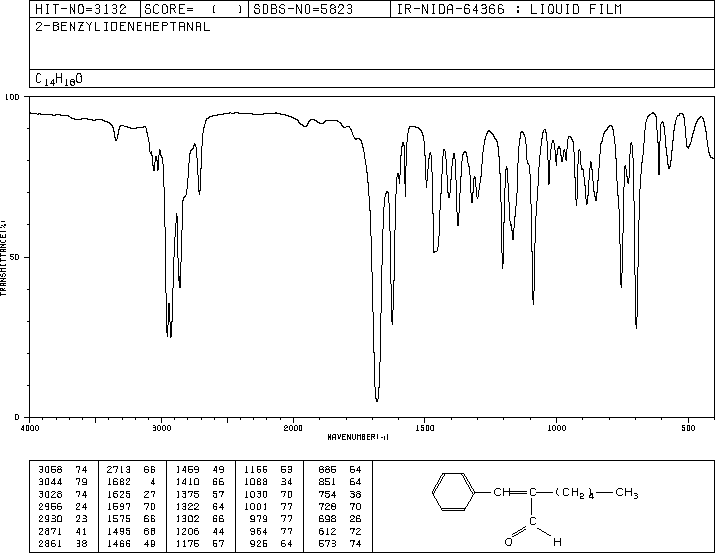 HIT-NO=3132 SCORE= ( ) SDBS-NO=5823 IR-NIDA-64366 : LIQUID FILM
2-BENZYLIDENEHEPTANAL
C14H18O
100
50
0
TRANSMITTANCE(%)
4000 3000 2000 1500 1000 500
WAVENUMBER(-1)
3058 74 2713 66 1459 49 1155 53 885 64
3044 79 1682 4 1410 66 1088 34 851 64
3028 74 1625 27 1375 57 1030 70 754 38
2956 24 1597 70 1322 64 1001 77 728 70
2930 23 1575 66 1302 66 979 77 698 26
2871 41 1495 68 1206 44 964 77 612 72
2861 38 1466 49 1175 57 925 64 573 74
CH C (CH2)4 CH3
C
O H